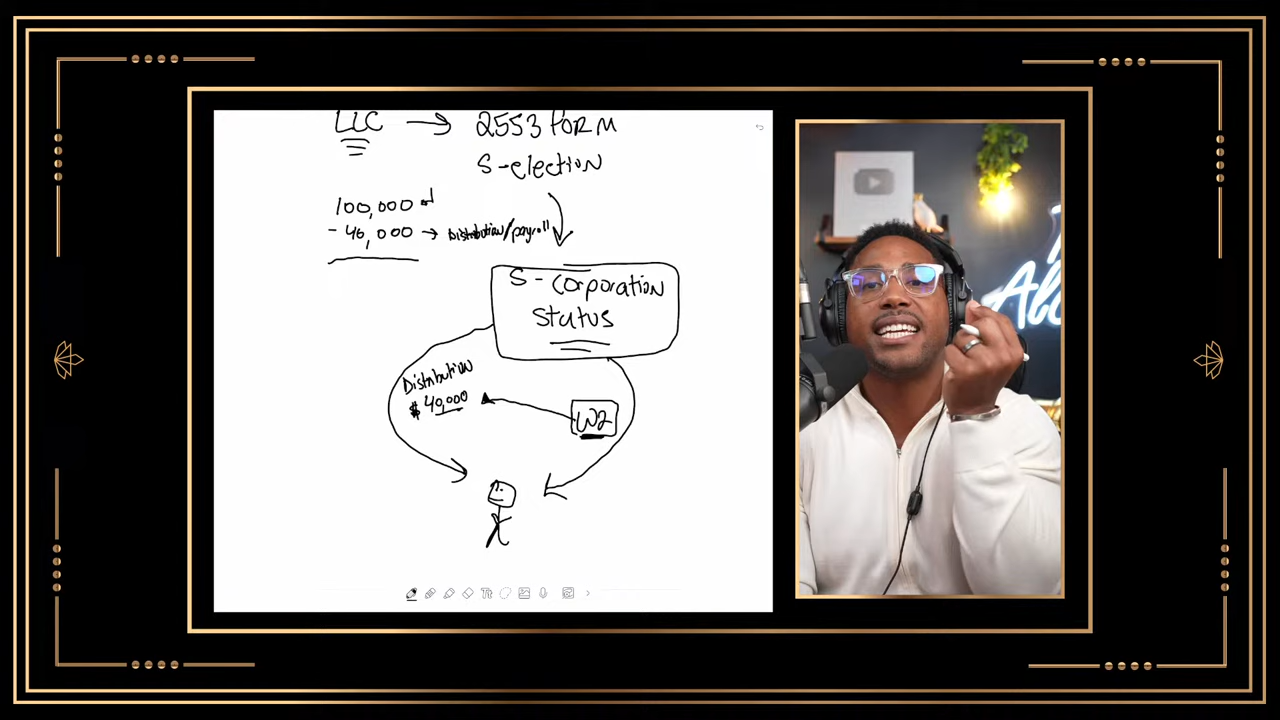 LLC → 2553 FORM
S-election
100,000
- 40,000 → Distribution/payroll
S-corporation
Status
Distribution
$40,000
W2